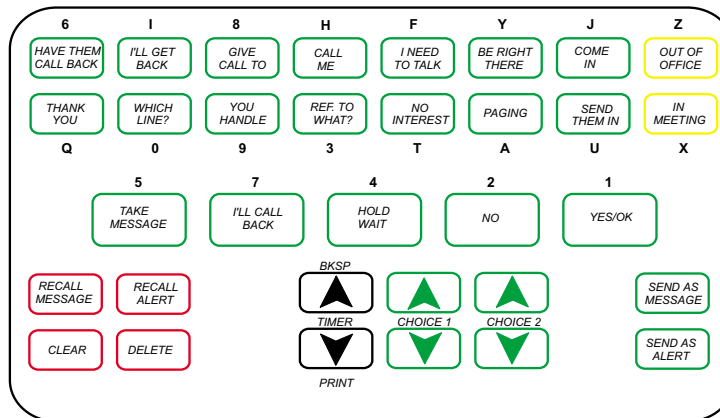 6 I 8 H F Y J Z
HAVE THEM I'LL GET GIVE CALL I NEED BE RIGHT COME OUT OF
CALL BACK BACK CALL TO ME TO TALK THERE IN OFFICE
THANK WHICH YOU REF. TO NO PAGING SEND IN
YOU LINE? HANDLE WHAT? INTEREST THEM IN MEETING
Q 0 9 3 T A U X
5 7 4 2 1
TAKE I'LL CALL HOLD NO YES/OK
MESSAGE BACK WAIT
BKSP
RECALL RECALL SEND AS
MESSAGE ALERT MESSAGE
TIMER CHOICE 1 CHOICE 2
CLEAR DELETE SEND AS
ALERT
PRINT